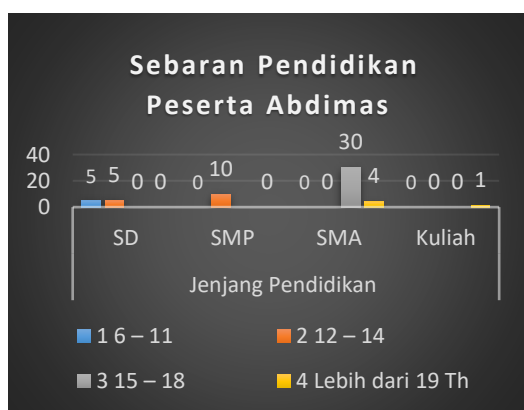 Sebaran Pendidikan
Peserta Abdimas
40
20
0
5 5 0 0
0 10 0
0 0 30 4
0 0 0 1
SD SMP SMA Kuliah
Jenjang Pendidikan
1 6 – 11
2 12 – 14
3 15 – 18
4 Lebih dari 19 Th